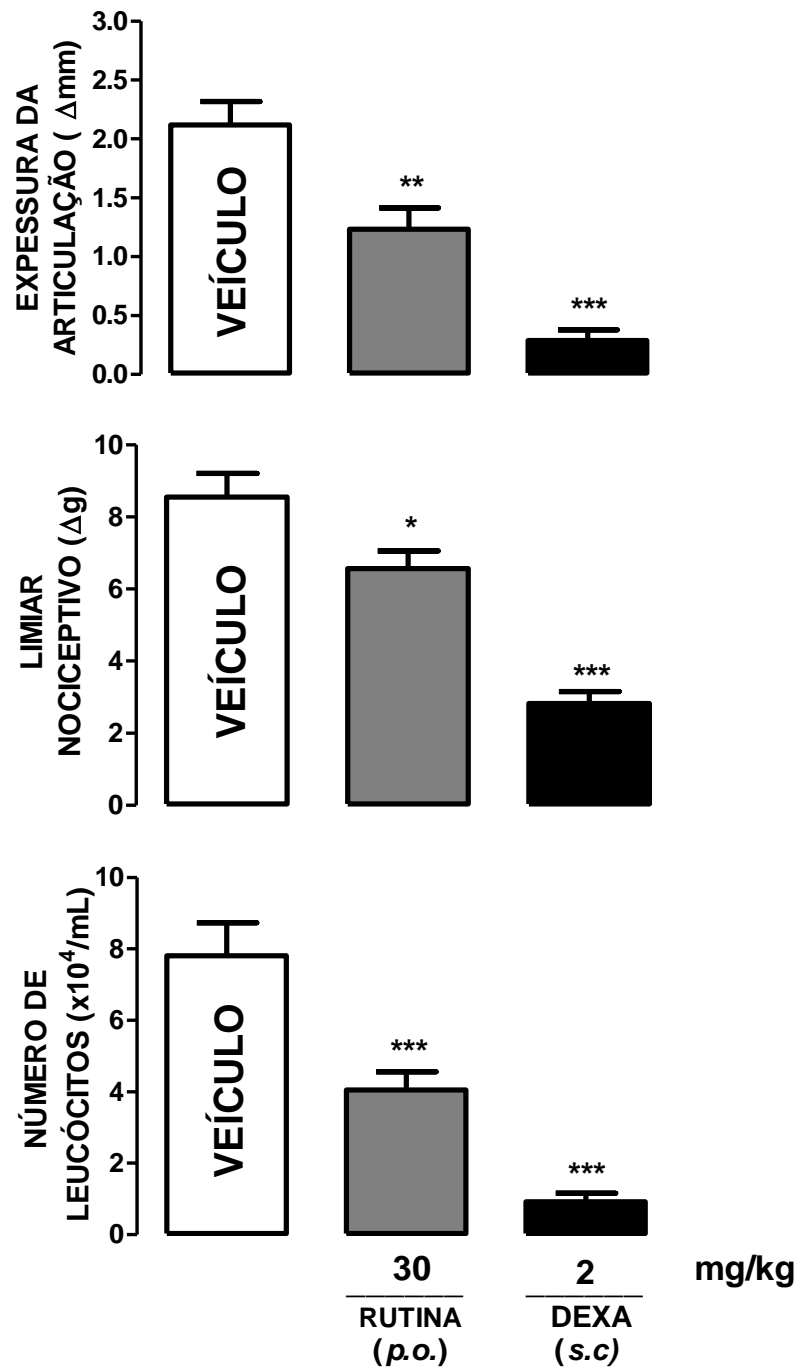 EXPESSURA DA
ARTICULAÇÃO ( Δmm)
3.0
2.5
2.0
1.5
1.0
0.5
0.0
VEÍCULO
**
***
LIMIAR
NOCICEPTIVO (Δg)
10
8
6
4
2
0
VEÍCULO
*
***
NÚMERO DE
LEUCÓCITOS (x10⁴/mL)
10
8
6
4
2
0
VEÍCULO
***
***
30 2 mg/kg
RUTINA DEXA
(p.o.) (s.c)